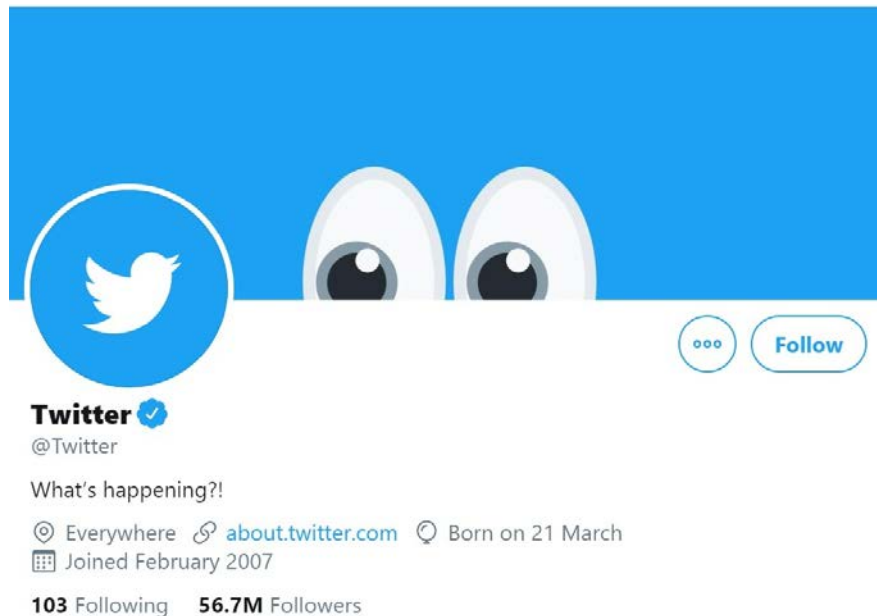 Follow
Twitter
@Twitter
What's happening?!
Everywhere about.twitter.com Born on 21 March
Joined February 2007
103 Following 56.7M Followers